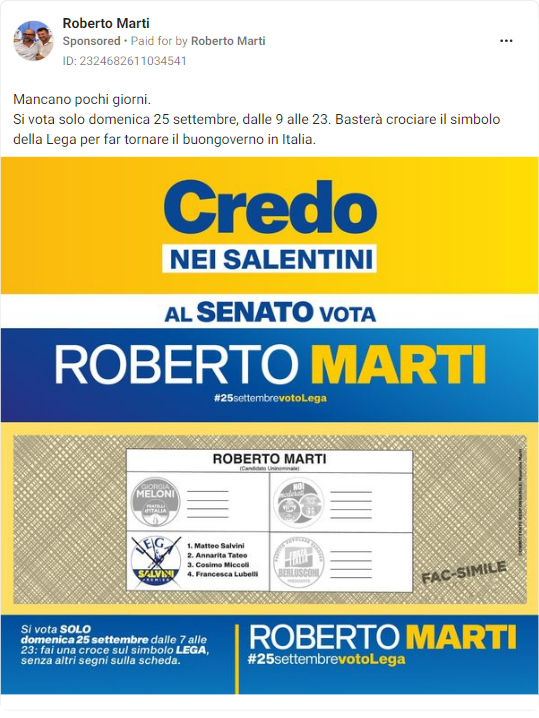 Roberto Marti
Sponsored • Paid for by Roberto Marti
ID: 2324682611034541
Mancano pochi giorni.
Si vota solo domenica 25 settembre, dalle 9 alle 23. Basterà crociare il simbolo
della Lega per far tornare il buongoverno in Italia.
Credo
NEI SALENTINI
AL SENATO VOTA
ROBERTO MARTI
#25settembrevotoLega
ROBERTO MARTI
(Candidato Uninominale)
GIORGIA
MELONI
FRATELLI
d'ITALIA
NOI
moderati
LEGA
SALVINI
PREMIER
1. Matteo Salvini
2. Annarita Tateo
3. Cosimo Miccoli
4. Francesca Lubelli
FORZA
ITALIA
BERLUSCONI
FAC-SIMILE
COMMITTENTE RESPONSABILE:
Si vota SOLO
domenica 25 settembre dalle 7 alle
23: fai una croce sul simbolo LEGA,
senza altri segni sulla scheda.
ROBERTO MARTI
#25settembrevotoLega